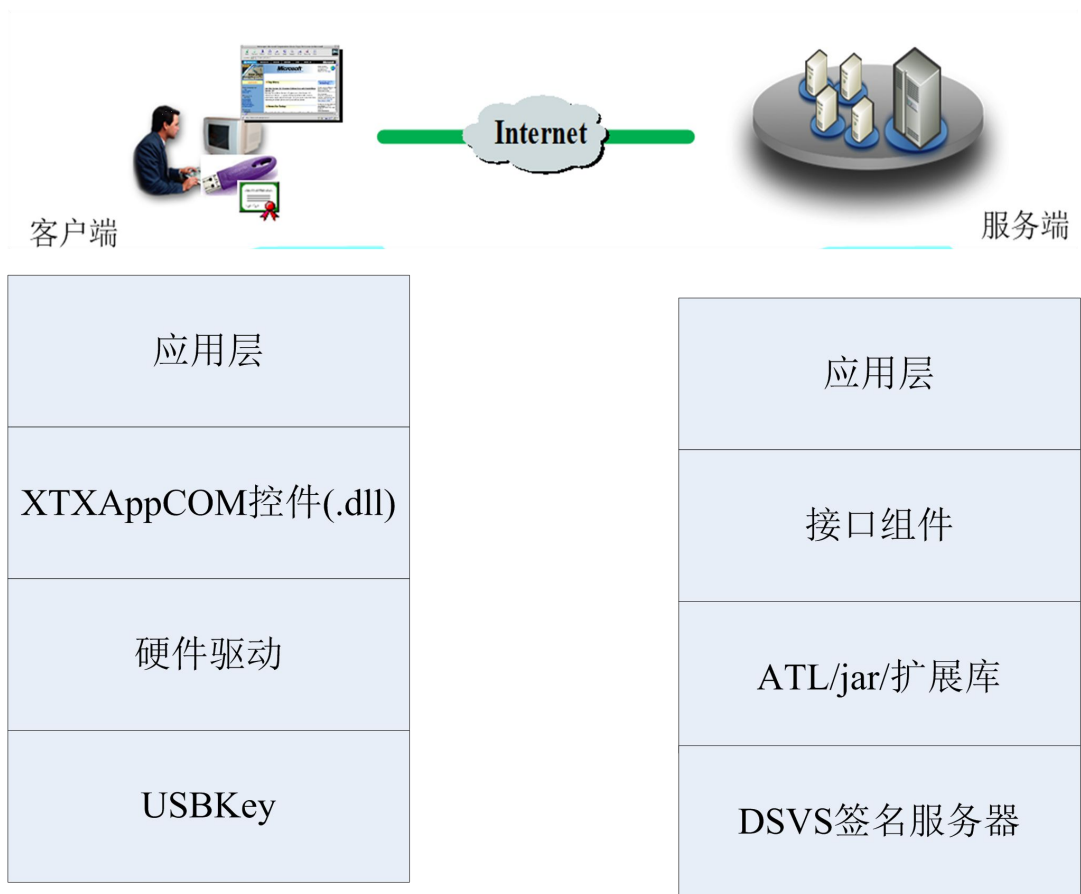 Microsoft
Internet
客户端
服务端
应用层
XTXAppCOM控件(.dll)
硬件驱动
USBKey
应用层
接口组件
ATL/jar/扩展库
DSVS签名服务器